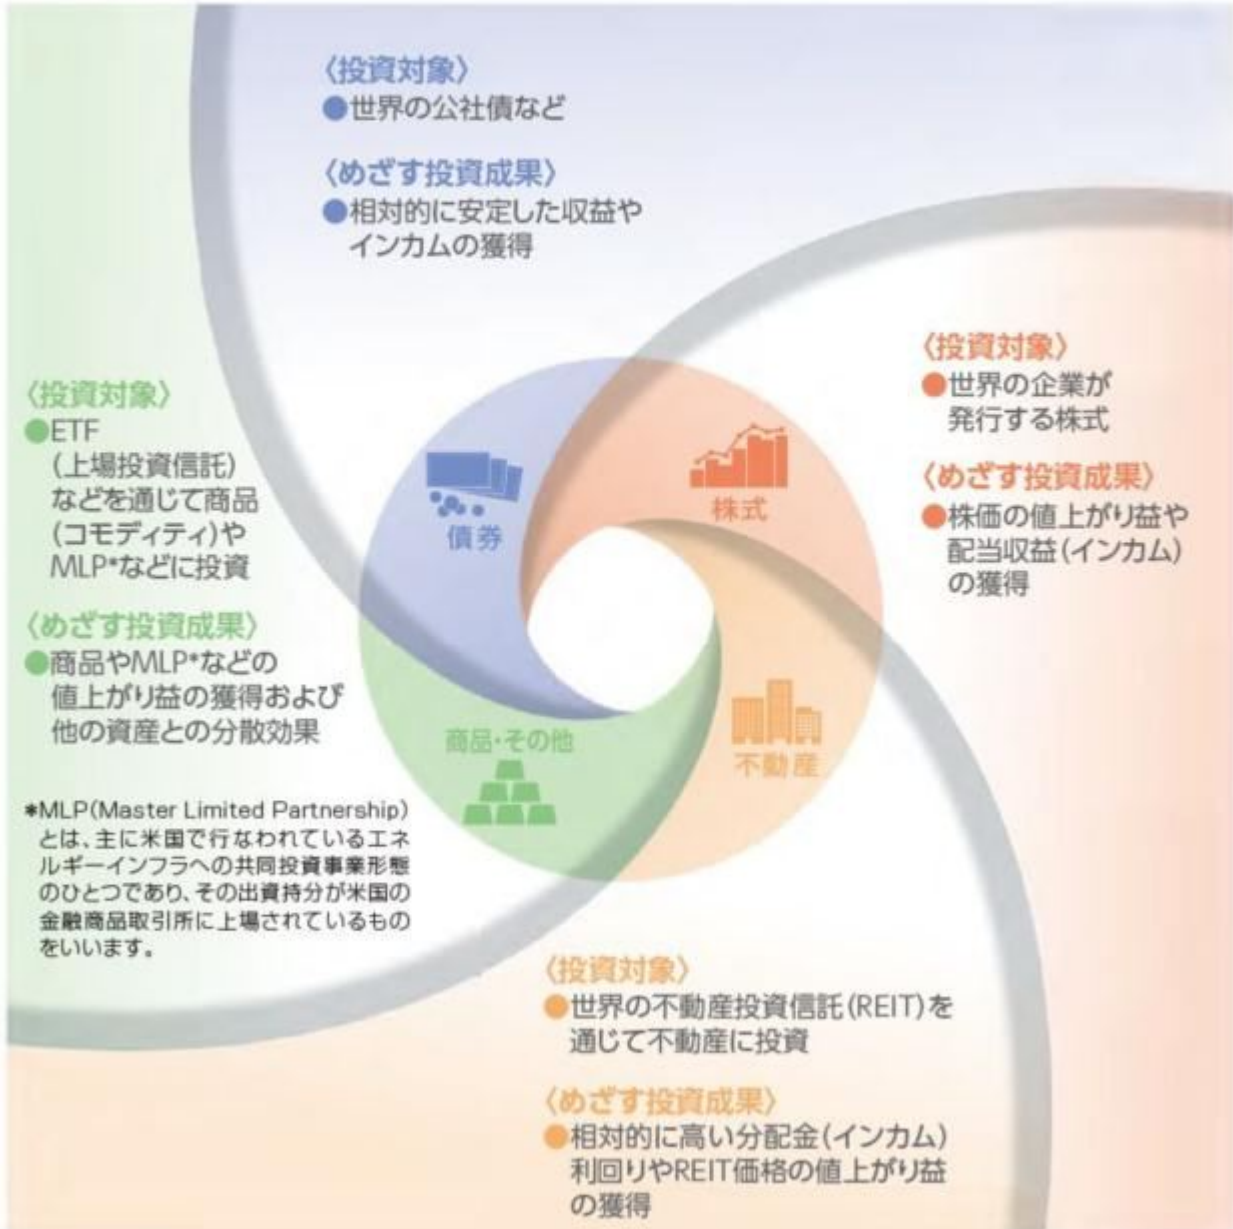 〈投資対象〉
●世界の公社債など
〈めざす投資成果〉
●相対的に安定した収益や
インカムの獲得
〈投資対象〉
●世界の企業が
発行する株式
〈めざす投資成果〉
●株価の値上がり益や
配当収益(インカム)
の獲得
〈投資対象〉
●ETF
(上場投資信託)
などを通じて商品
(コモディティ)や
MLP*などに投資
〈めざす投資成果〉
●商品やMLP*などの
値上がり益の獲得および
他の資産との分散効果
*MLP(Master Limited Partnership)
とは、主に米国で行なわれているエネ
ルギーインフラへの共同投資事業形態
のひとつであり、その出資持分が米国の
金融商品取引所に上場されているもの
をいいます。
債券
株式
商品・その他
不動産
〈投資対象〉
●世界の不動産投資信託(REIT)を
通じて不動産に投資
〈めざす投資成果〉
●相対的に高い分配金(インカム)
利回りやREIT価格の値上がり益
の獲得